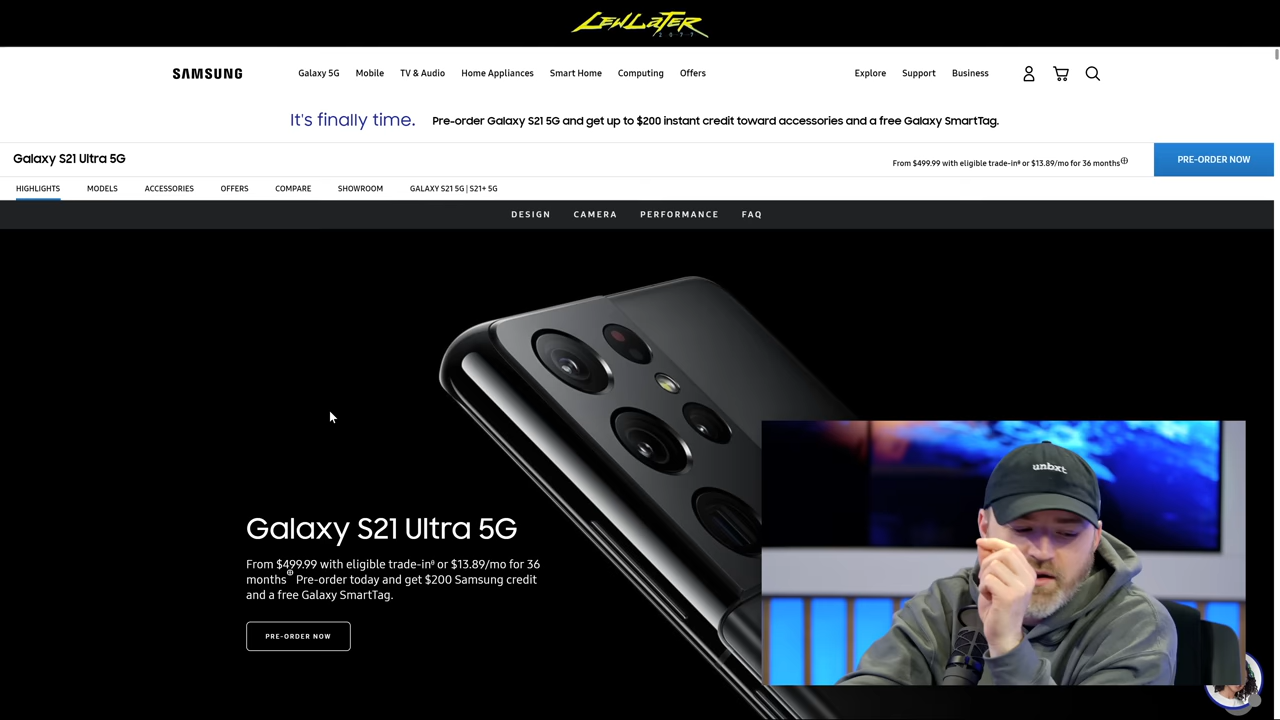 LEWLATER
2077
SAMSUNG
Galaxy 5G Mobile TV & Audio Home Appliances Smart Home Computing Offers Explore Support Business
It's finally time. Pre-order Galaxy S21 5G and get up to $200 instant credit toward accessories and a free Galaxy SmartTag.
Galaxy S21 Ultra 5G
From $499.99 with eligible trade-in⁶ or $13.89/mo for 36 months⊕
PRE-ORDER NOW
HIGHLIGHTS MODELS ACCESSORIES OFFERS COMPARE SHOWROOM GALAXY S21 5G | S21+ 5G
DESIGN CAMERA PERFORMANCE FAQ
Galaxy S21 Ultra 5G
From $499.99 with eligible trade-in⁶ or $13.89/mo for 36
months⊕ Pre-order today and get $200 Samsung credit
and a free Galaxy SmartTag.
PRE-ORDER NOW
unbxt